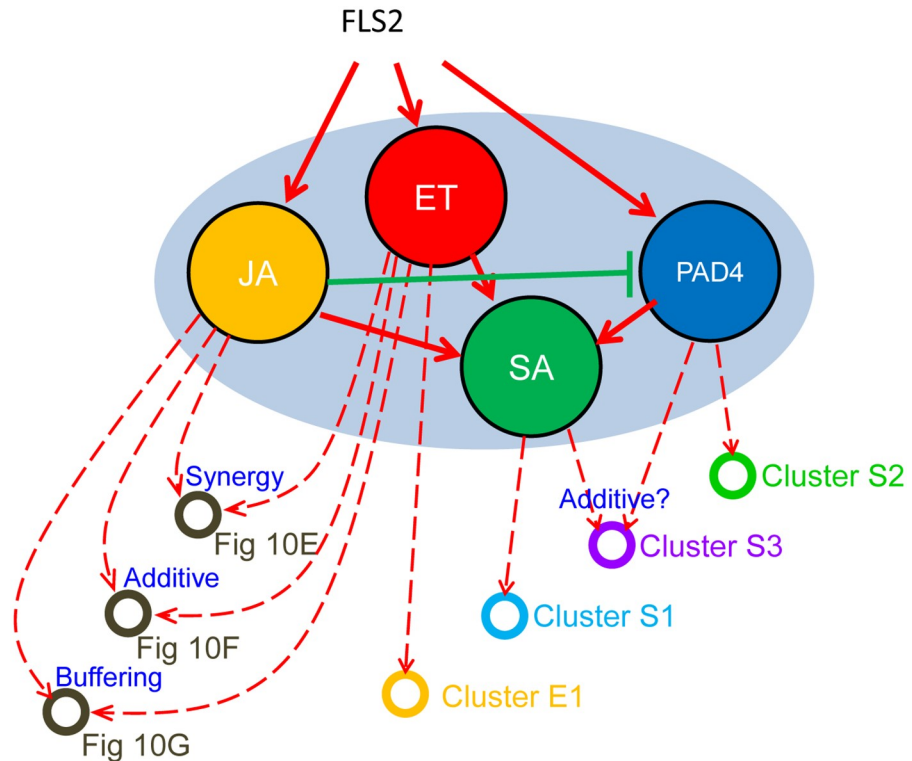 FLS2
ET
JA
PAD4
SA
Synergy
Fig 10E
Additive
Fig 10F
Buffering
Fig 10G
Cluster E1
Cluster S1
Additive?
Cluster S3
Cluster S2